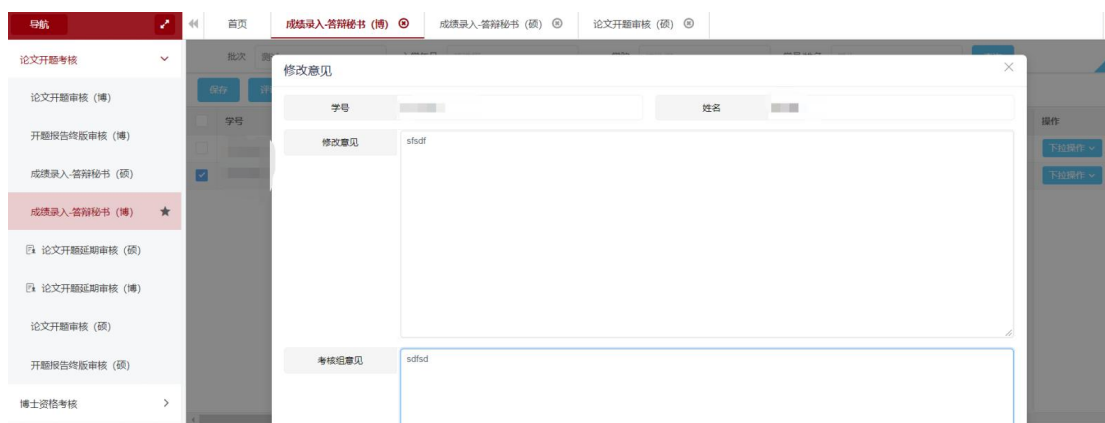 导航
首页
成绩录入-答辩秘书（博）
成绩录入-答辩秘书（硕）
论文开题审核（硕）
论文开题考核
论文开题审核（博）
开题报告终版审核（博）
成绩录入-答辩秘书（硕）
成绩录入-答辩秘书（博）
论文开题延期审核（硕）
论文开题延期审核（博）
论文开题审核（硕）
开题报告终版审核（硕）
博士资格考核
批次
保存
学号
修改意见
学号
姓名
修改意见
sfsdf
考核组意见
sdfsd
操作
下拉操作
下拉操作